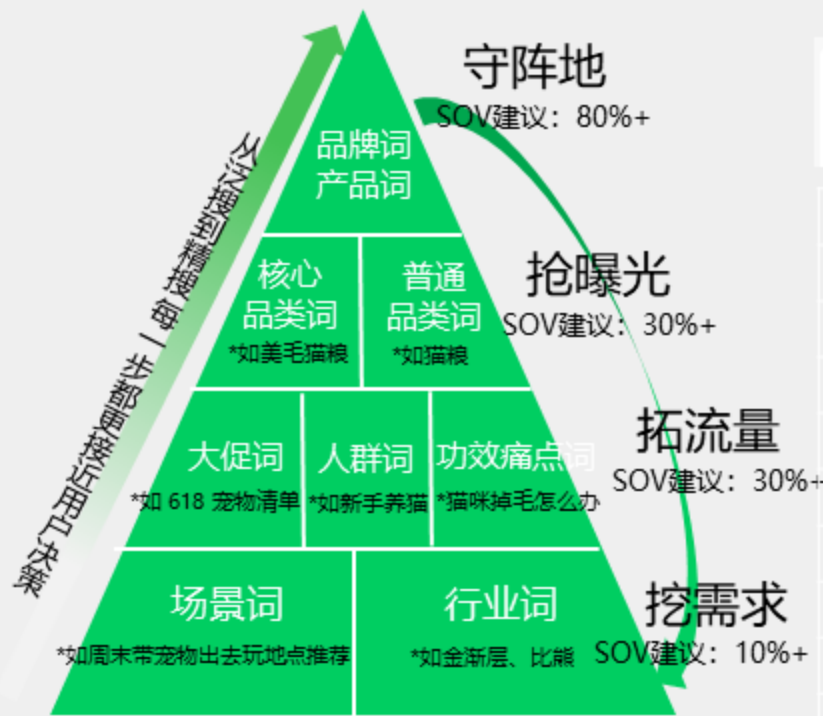 守阵地
SOV建议：80%+
品牌词
产品词
从泛搜到精搜 每一步都更接近用户决策
抢曝光
SOV建议：30%+
核心
品类词
*如美毛猫粮
普通
品类词
*如猫粮
拓流量
SOV建议：30%+
大促词
*如 618 宠物清单
人群词
*如新手养猫
功效痛点词
*猫咪掉毛怎么办
挖需求
SOV建议：10%+
场景词
*如周末带宠物出去玩地点推荐
行业词
*如金渐层、比熊